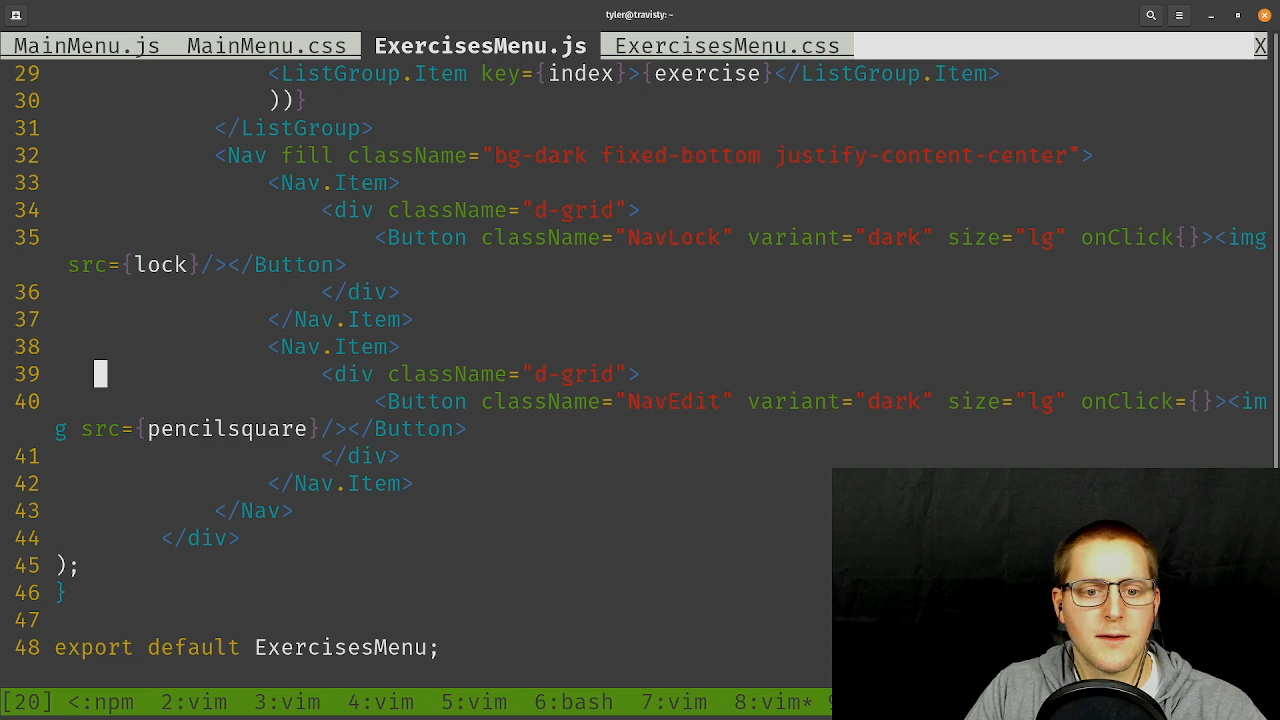 tyler@travisty: ~
MainMenu.js MainMenu.css ExercisesMenu.js ExercisesMenu.css X
29 <ListGroup.Item key={index}>{exercise}</ListGroup.Item>
30 ))}
31 </ListGroup>
32 <Nav fill className="bg-dark fixed-bottom justify-content-center">
33 <Nav.Item>
34 <div className="d-grid">
35 <Button className="NavLock" variant="dark" size="lg" onClick{}><img
src={lock}/></Button>
36 </div>
37 </Nav.Item>
38 <Nav.Item>
39 <div className="d-grid">
40 <Button className="NavEdit" variant="dark" size="lg" onClick={}><im
g src={pencilsquare}/></Button>
41 </div>
42 </Nav.Item>
43 </Nav>
44 </div>
45 );
46 }
47
48 export default ExercisesMenu;
[20] <:npm 2:vim 3:vim 4:vim 5:vim 6:bash 7:vim 8:vim*